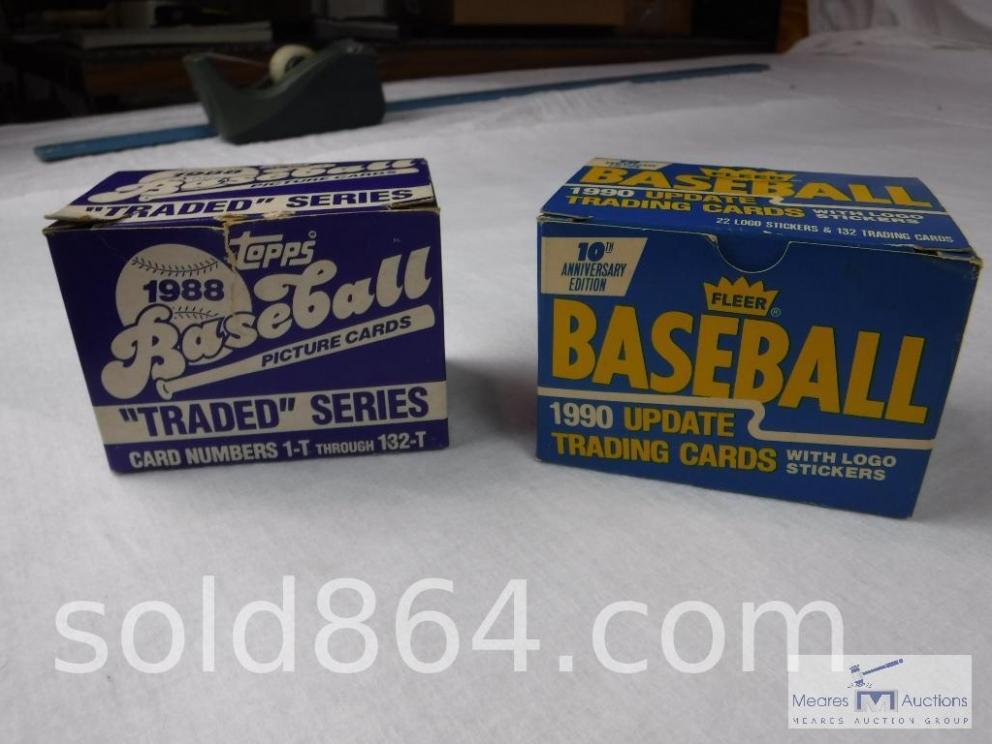 1988
Baseball
PICTURE CARDS
"TRADED" SERIES
topps
1988
Baseball
PICTURE CARDS
"TRADED" SERIES
CARD NUMBERS 1-T THROUGH 132-T
FLEER
BASEBALL
1990 UPDATE
TRADING CARDS WITH LOGO
STICKERS
22 LOGO STICKERS & 132 TRADING CARDS
10TH
ANNIVERSARY
EDITION
FLEER
BASEBALL
1990 UPDATE
TRADING CARDS WITH LOGO
STICKERS
sold864.com
Meares M Auctions
MEARES AUCTION GROUP